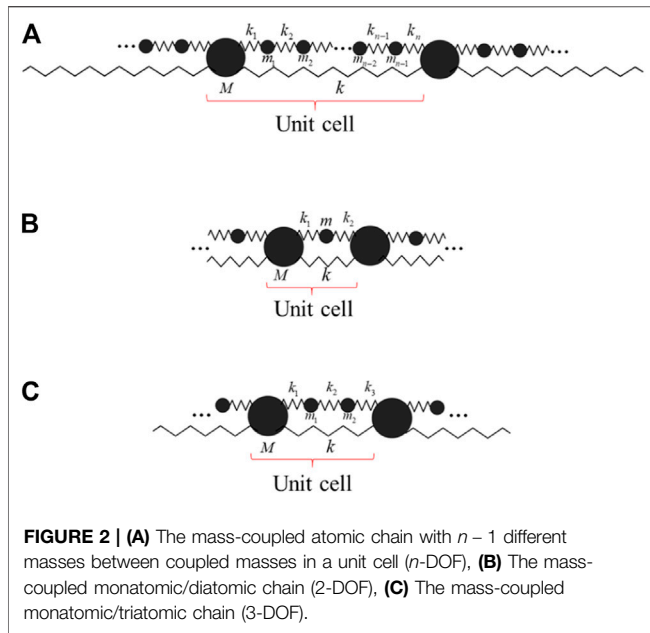 A
k₁ k₂ kₙ₋₁ kₙ
... ... ...
m₁ m₂ mₙ₋₂ mₙ₋₁
M k
Unit cell
B
k₁ m k₂
... ...
M k
Unit cell
C
k₁ k₂ k₃
... m₁ m₂ ...
M k
Unit cell
FIGURE 2 | (A) The mass-coupled atomic chain with n – 1 different
masses between coupled masses in a unit cell (n-DOF), (B) The mass-
coupled monatomic/diatomic chain (2-DOF), (C) The mass-coupled
monatomic/triatomic chain (3-DOF).